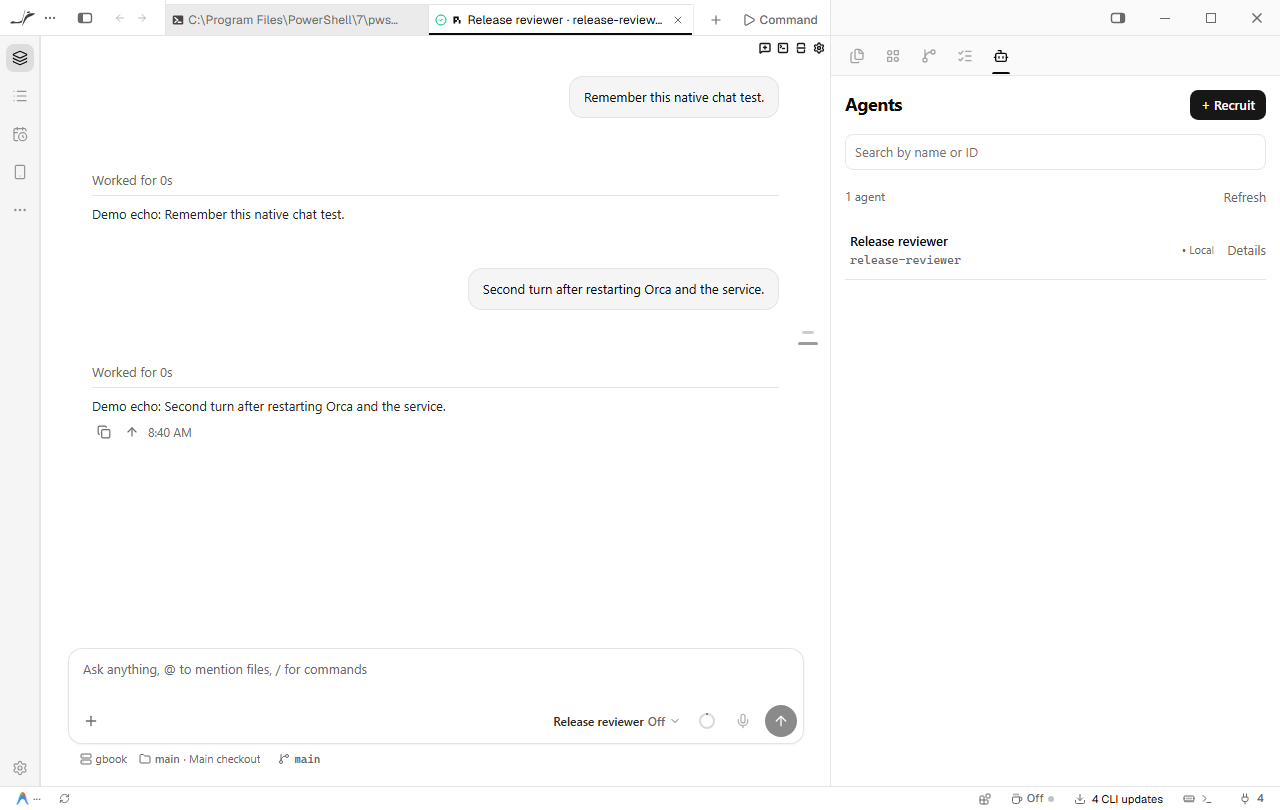 C:\Program Files\PowerShell\7\pws...
Release reviewer · release-review...
Command
Remember this native chat test.
Worked for 0s
Demo echo: Remember this native chat test.
Second turn after restarting Orca and the service.
Worked for 0s
Demo echo: Second turn after restarting Orca and the service.
8:40 AM
Ask anything, @ to mention files, / for commands
Release reviewer Off
gbook main · Main checkout main
Agents
+ Recruit
Search by name or ID
1 agent
Refresh
Release reviewer
release-reviewer
• Local
Details
Off
4 CLI updates
4